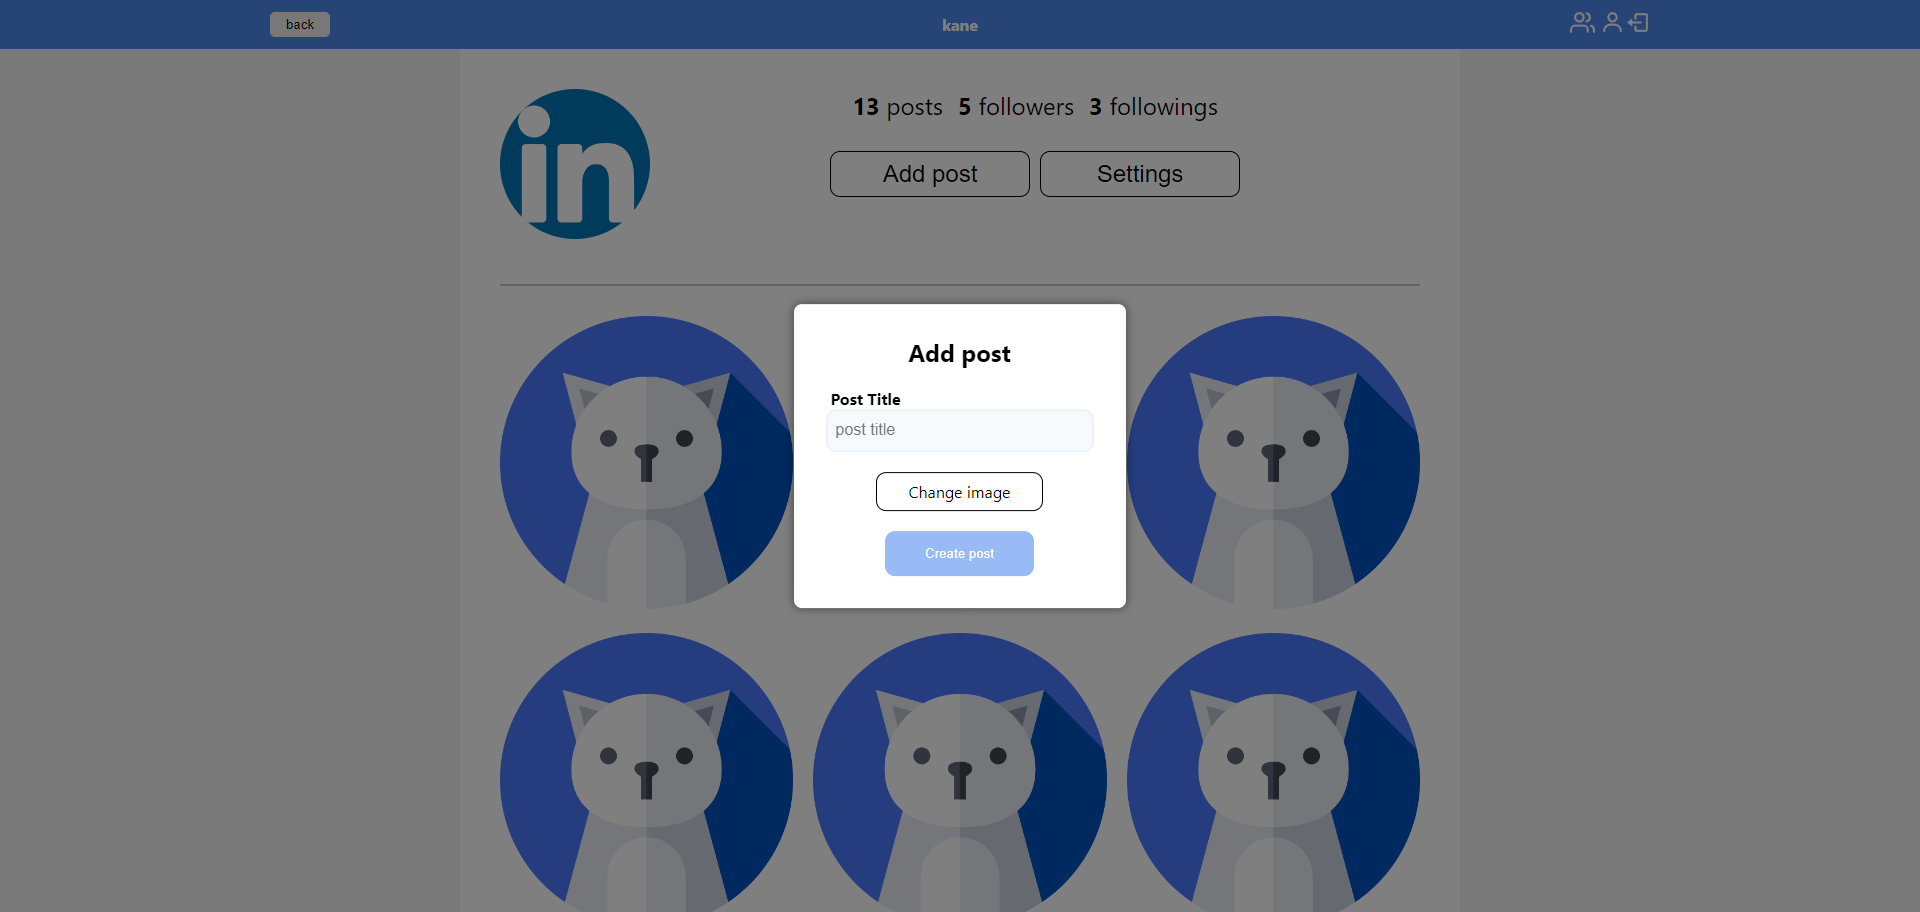 back
kane
in
13 posts 5 followers 3 followings
Add post
Settings
Add post
Post Title
post title
Change image
Create post